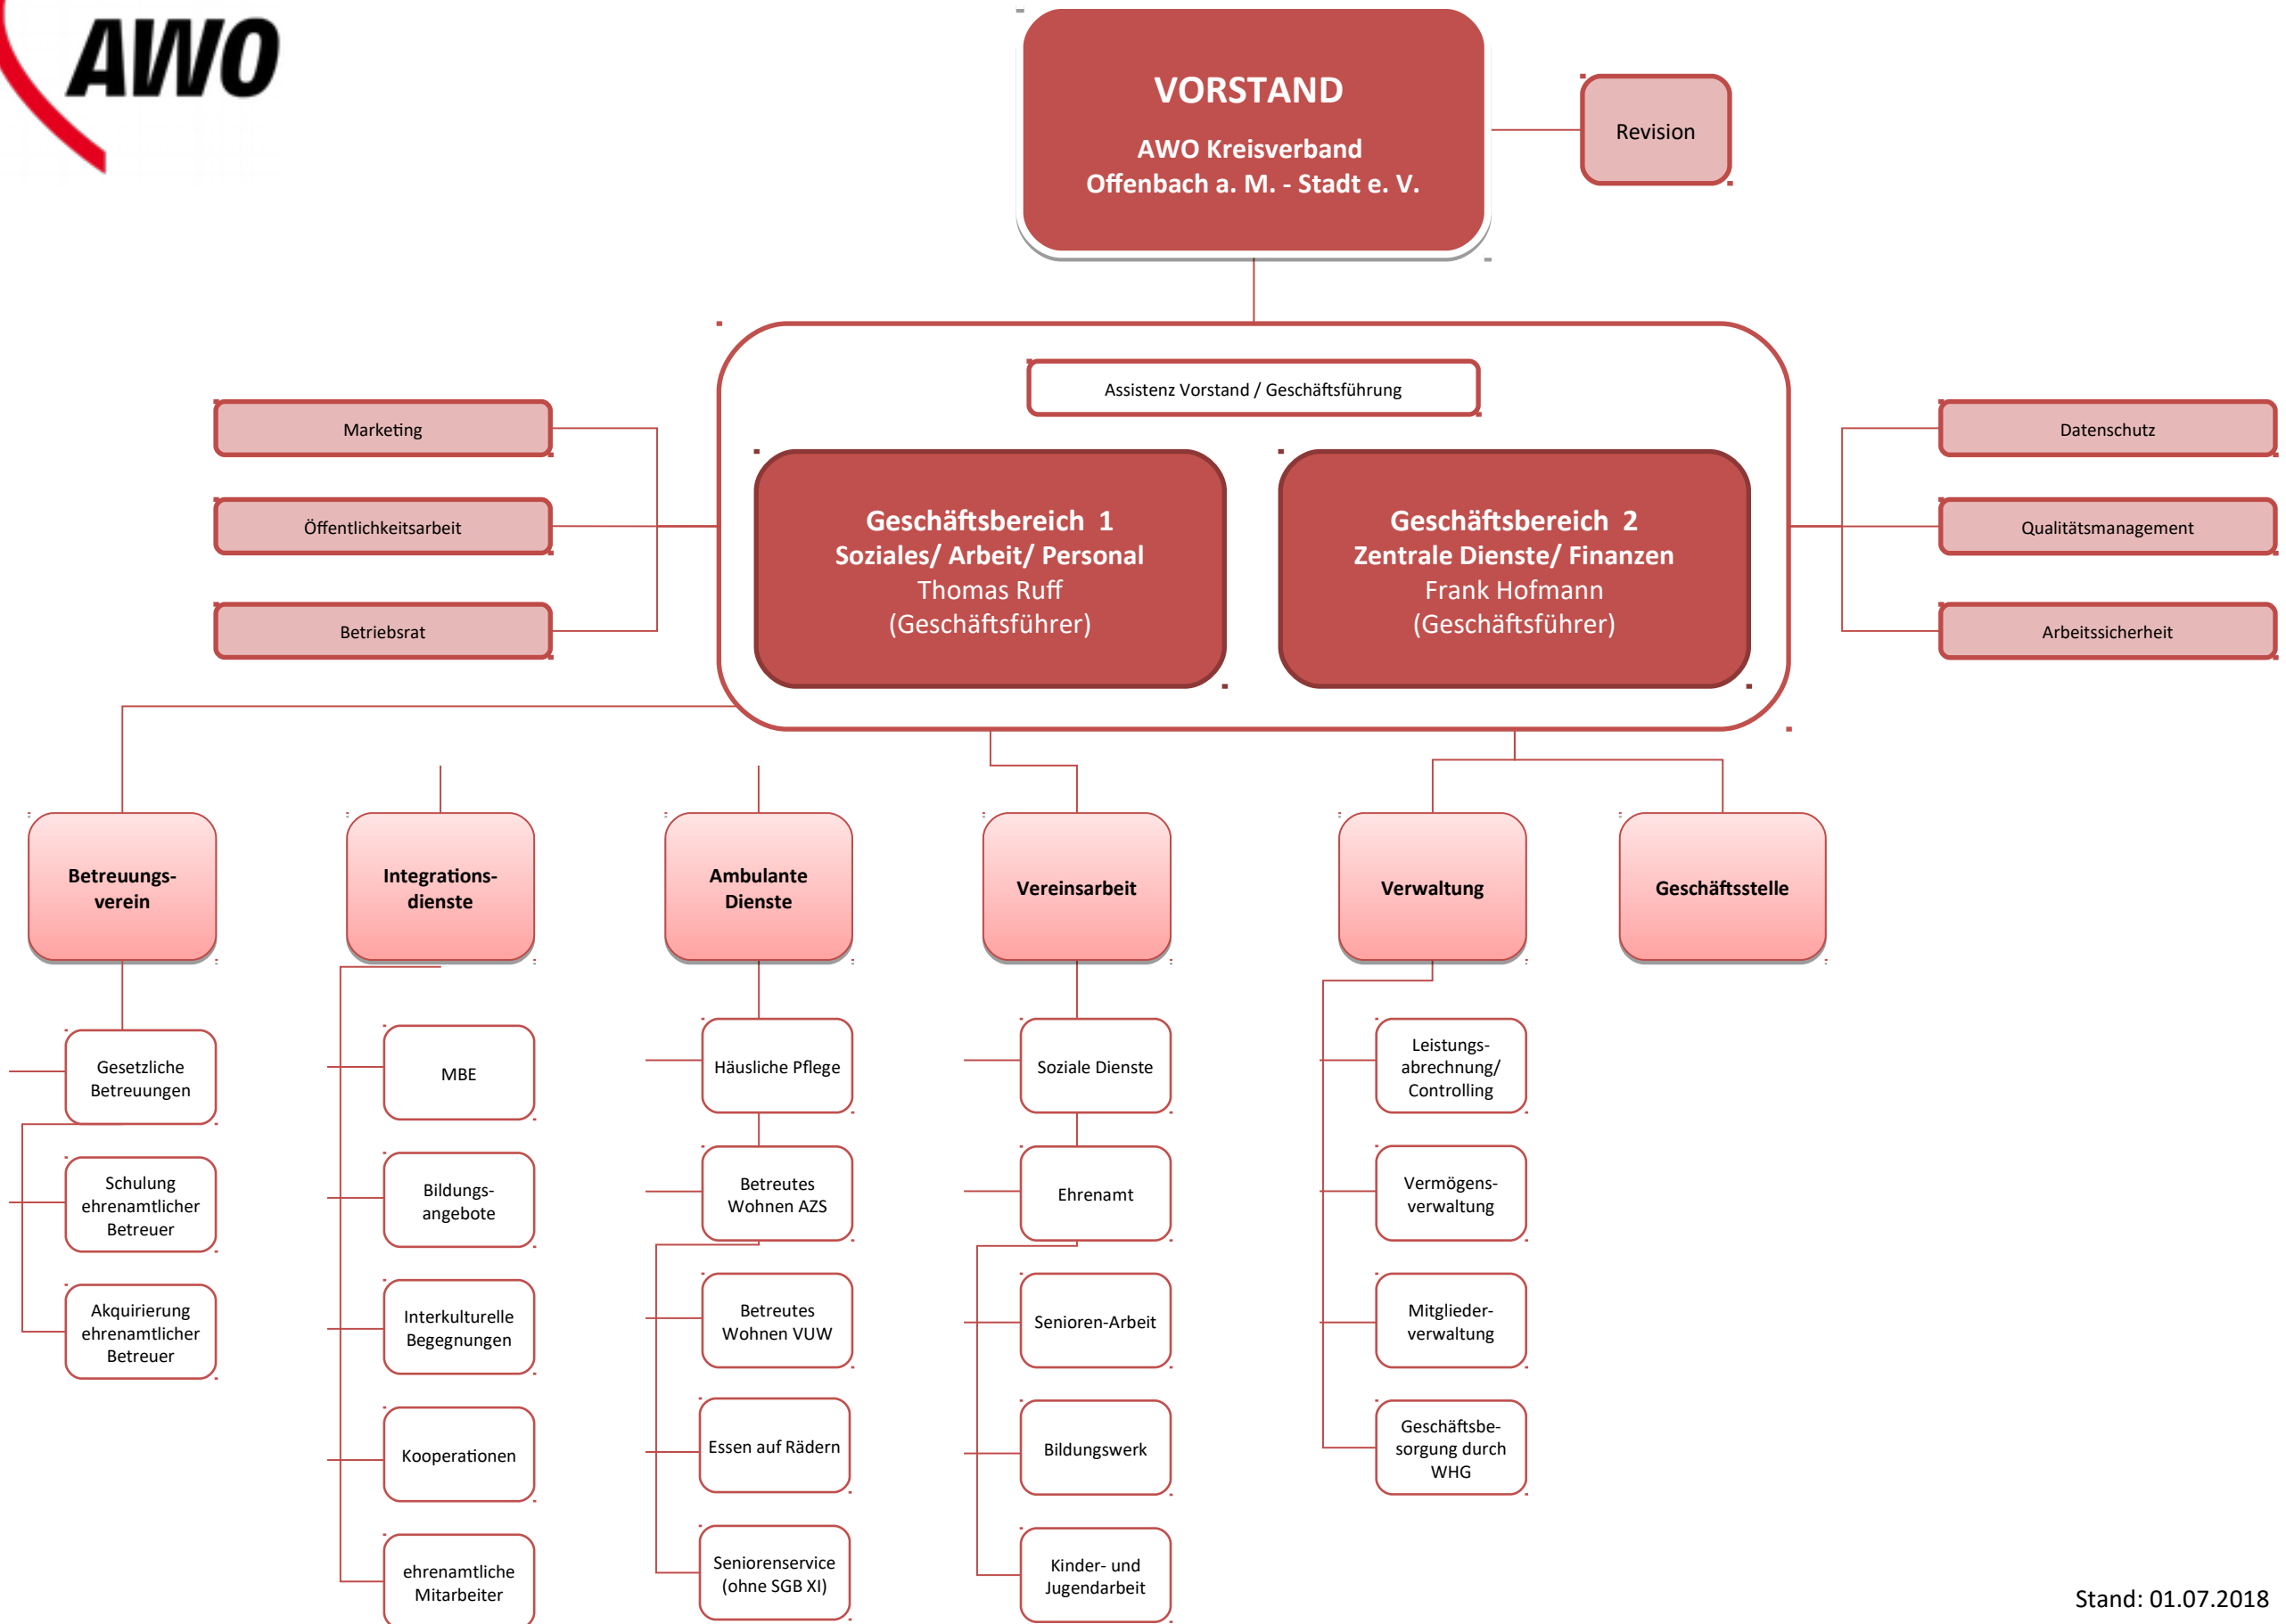 AWO
VORSTAND
AWO Kreisverband
Offenbach a. M. - Stadt e. V.
Revision
Assistenz Vorstand / Geschäftsführung
Marketing
Öffentlichkeitsarbeit
Betriebsrat
Geschäftsbereich 1
Soziales/ Arbeit/ Personal
Thomas Ruff
(Geschäftsführer)
Geschäftsbereich 2
Zentrale Dienste/ Finanzen
Frank Hofmann
(Geschäftsführer)
Datenschutz
Qualitätsmanagement
Arbeitssicherheit
Betreuungs-
verein
Integrations-
dienste
Ambulante
Dienste
Vereinsarbeit
Verwaltung
Geschäftsstelle
Gesetzliche
Betreuungen
Schulung
ehrenamtlicher
Betreuer
Akquirierung
ehrenamtlicher
Betreuer
MBE
Bildungs-
angebote
Interkulturelle
Begegnungen
Kooperationen
ehrenamtliche
Mitarbeiter
Häusliche Pflege
Betreutes
Wohnen AZS
Betreutes
Wohnen VUW
Essen auf Rädern
Seniorenservice
(ohne SGB XI)
Soziale Dienste
Ehrenamt
Senioren-Arbeit
Bildungswerk
Kinder- und
Jugendarbeit
Leistungs-
abrechnung/
Controlling
Vermögens-
verwaltung
Mitglieder-
verwaltung
Geschäftsbe-
sorgung durch
WHG
Stand: 01.07.2018